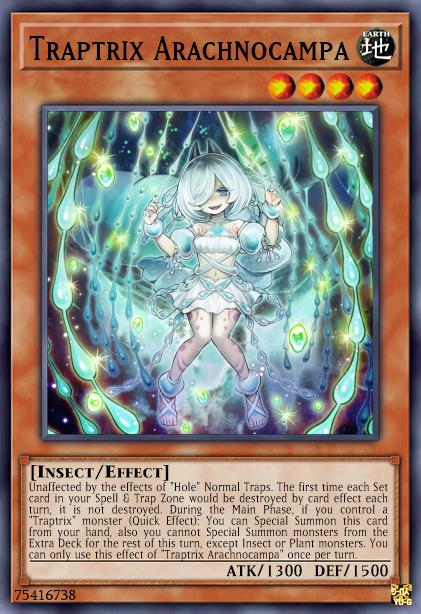 Traptrix Arachnocampa
EARTH
地
[Insect/Effect]
Unaffected by the effects of "Hole" Normal Traps. The first time each Set
card in your Spell & Trap Zone would be destroyed by card effect each
turn, it is not destroyed. During the Main Phase, if you control a
"Traptrix" monster (Quick Effect): You can Special Summon this card
from your hand, also you cannot Special Summon monsters from the
Extra Deck for the rest of this turn, except Insect or Plant monsters. You
can only use this effect of "Traptrix Arachnocampa" once per turn.
ATK/1300 DEF/1500
75416738